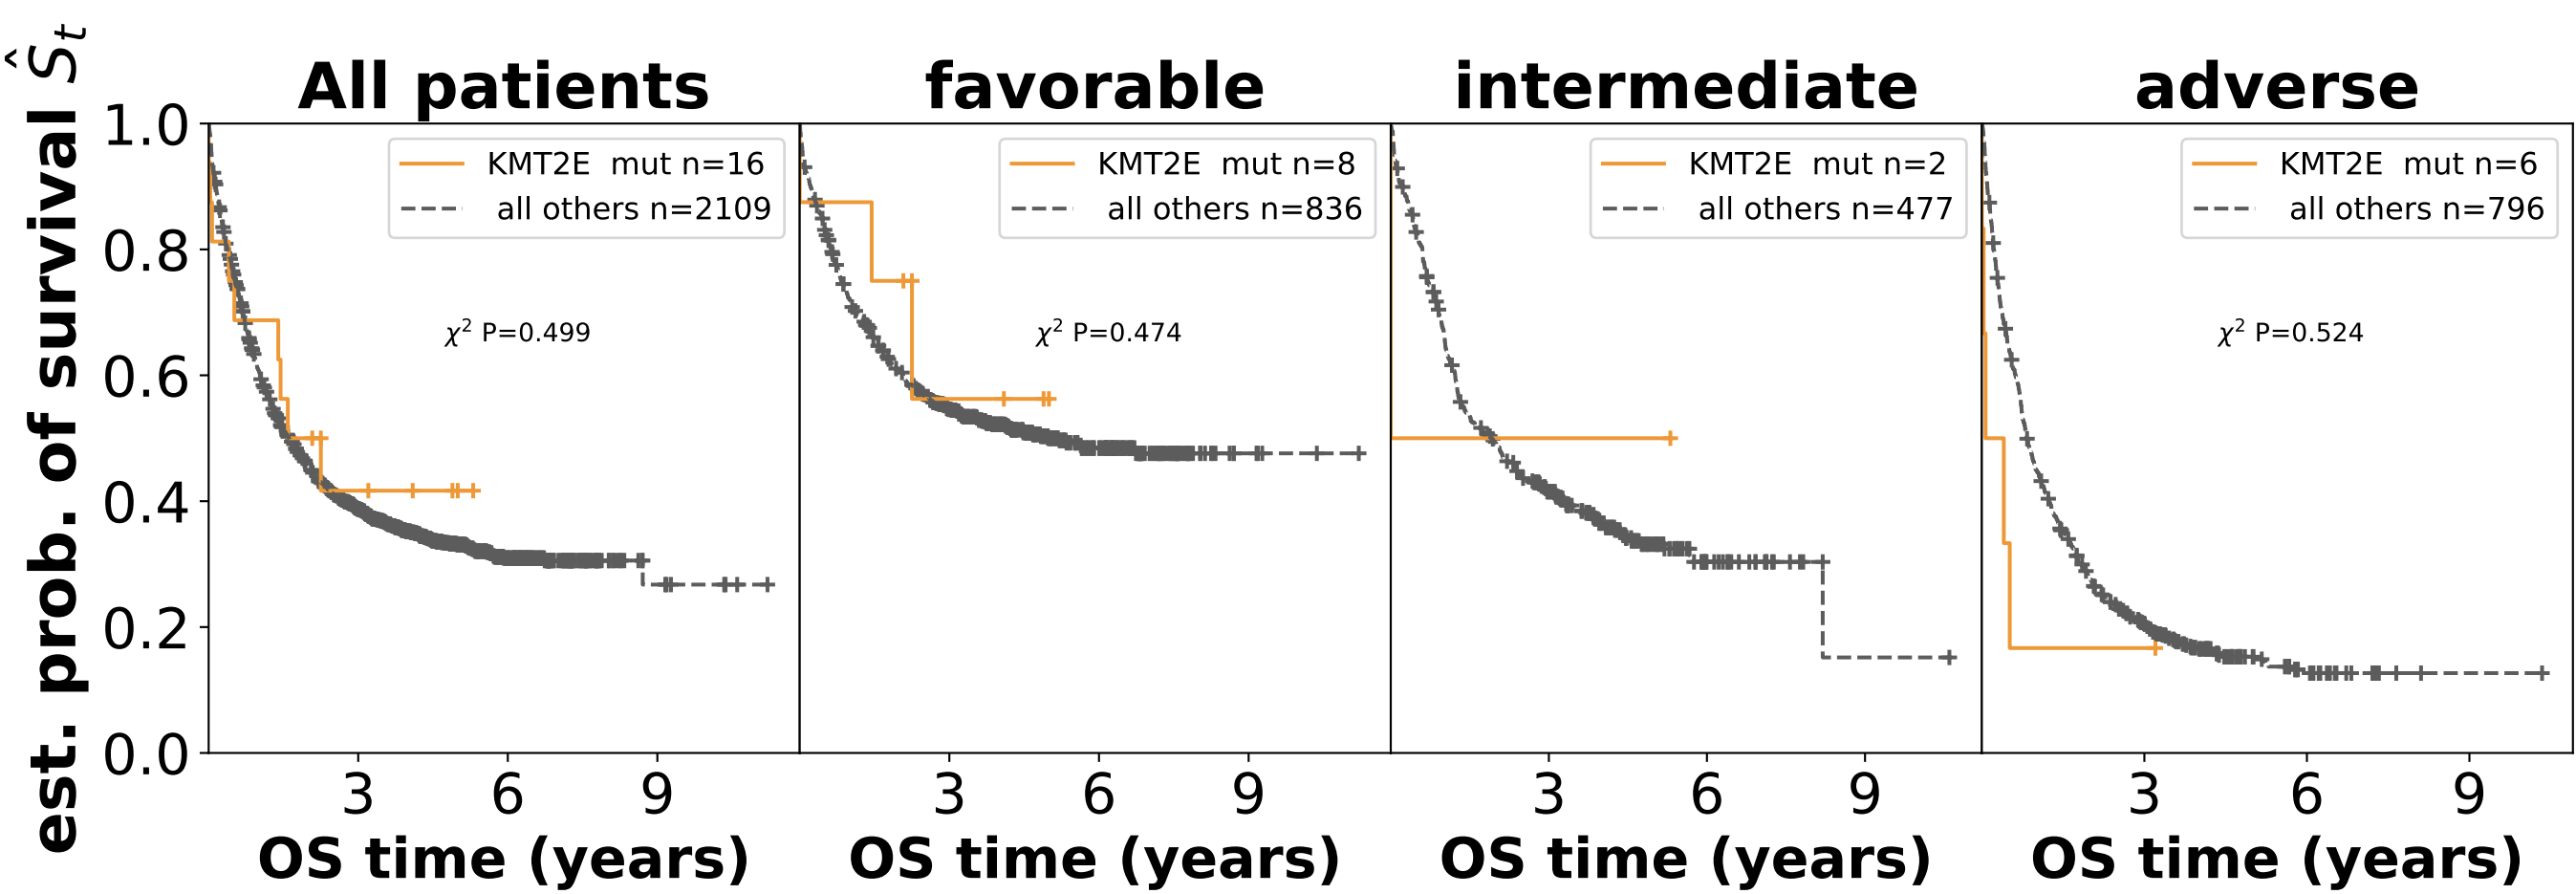 est. prob. of survival Ŝt
All patients
KMT2E  mut n=16
all others n=2109
χ² P=0.499
1.0
0.8
0.6
0.4
0.2
0.0
3 6 9
OS time (years)
favorable
KMT2E  mut n=8
all others n=836
χ² P=0.474
3 6 9
OS time (years)
intermediate
KMT2E  mut n=2
all others n=477
3 6 9
OS time (years)
adverse
KMT2E  mut n=6
all others n=796
χ² P=0.524
3 6 9
OS time (years)